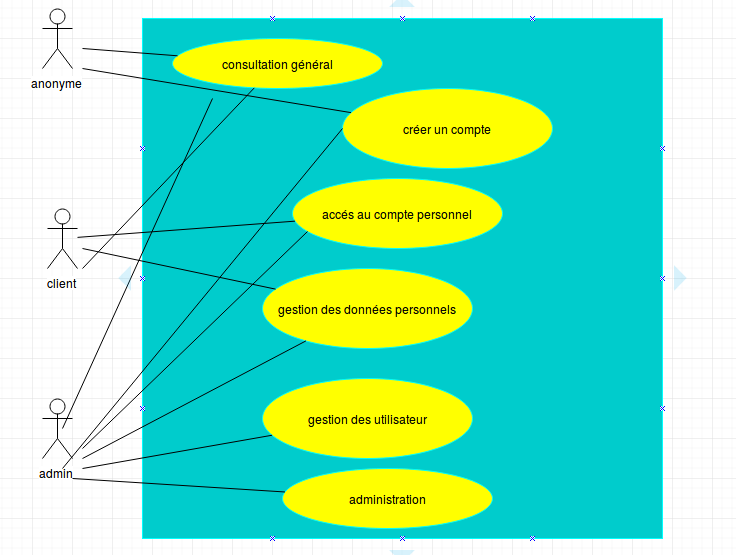 anonyme
consultation général
créer un compte
accés au compte personnel
client
gestion des données personnels
gestion des utilisateur
admin
administration